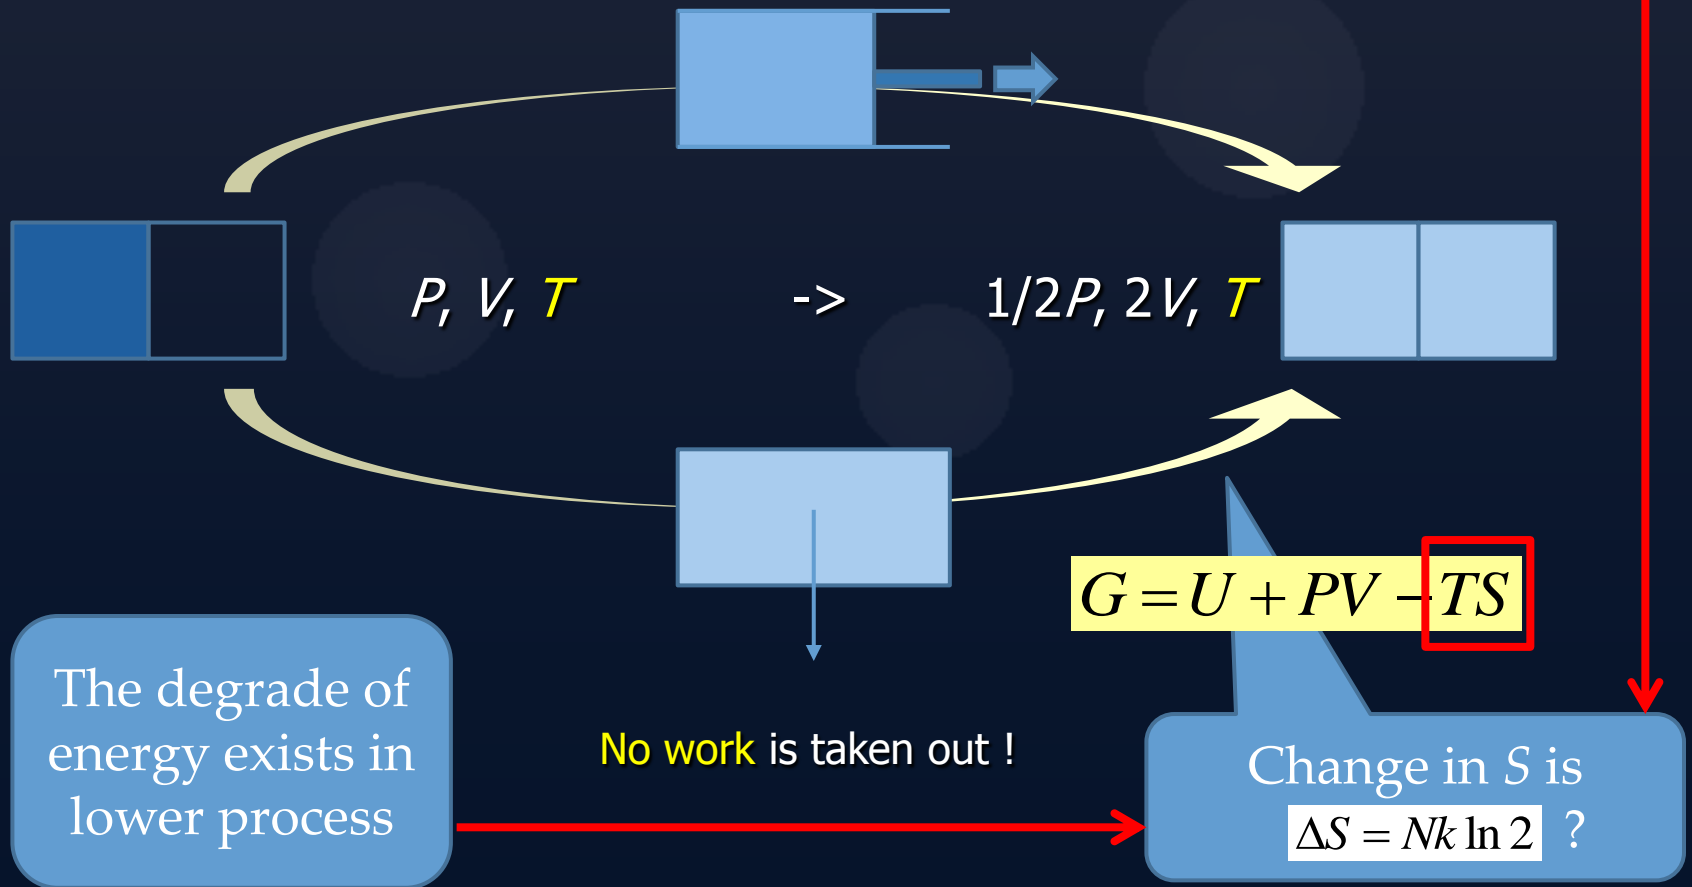 P, V, T -> 1/2P, 2V, T
G = U + PV − TS
The degrade of
energy exists in
lower process
No work is taken out !
Change in S is
ΔS = Nk ln 2 ?